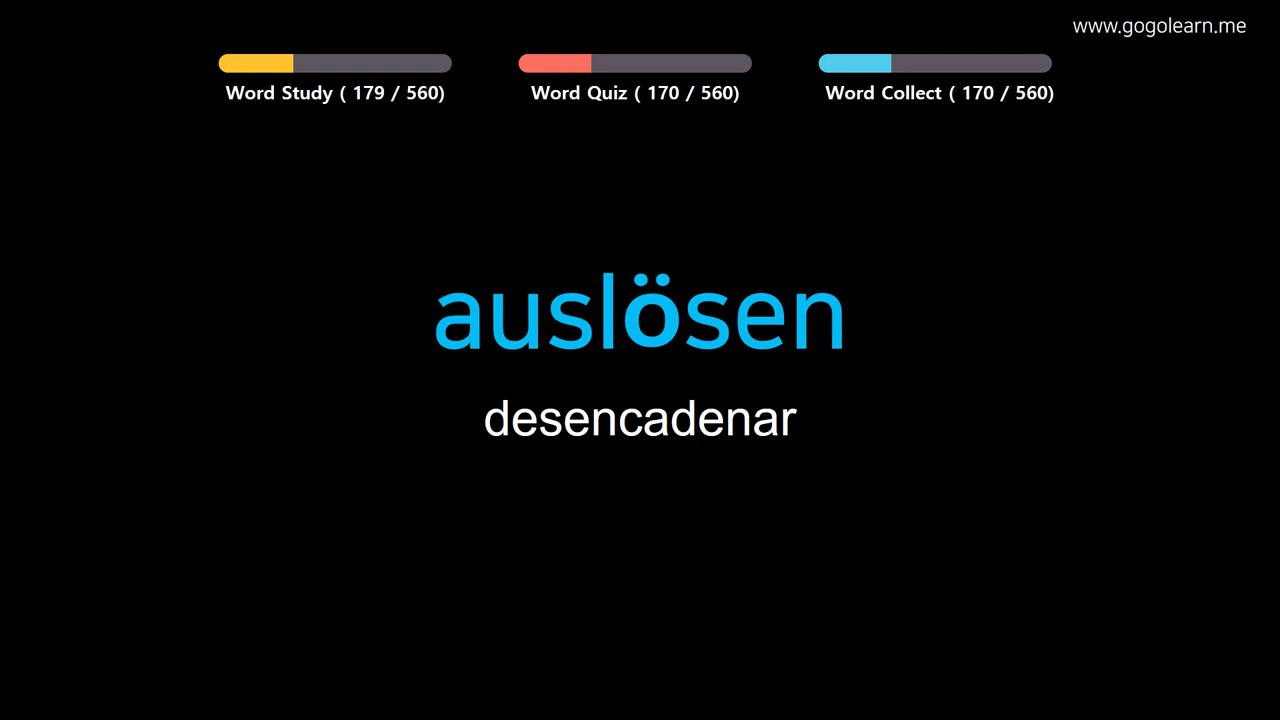 www.gogolearn.me
Word Study ( 179 / 560)
Word Quiz ( 170 / 560)
Word Collect ( 170 / 560)
auslösen
desencadenar